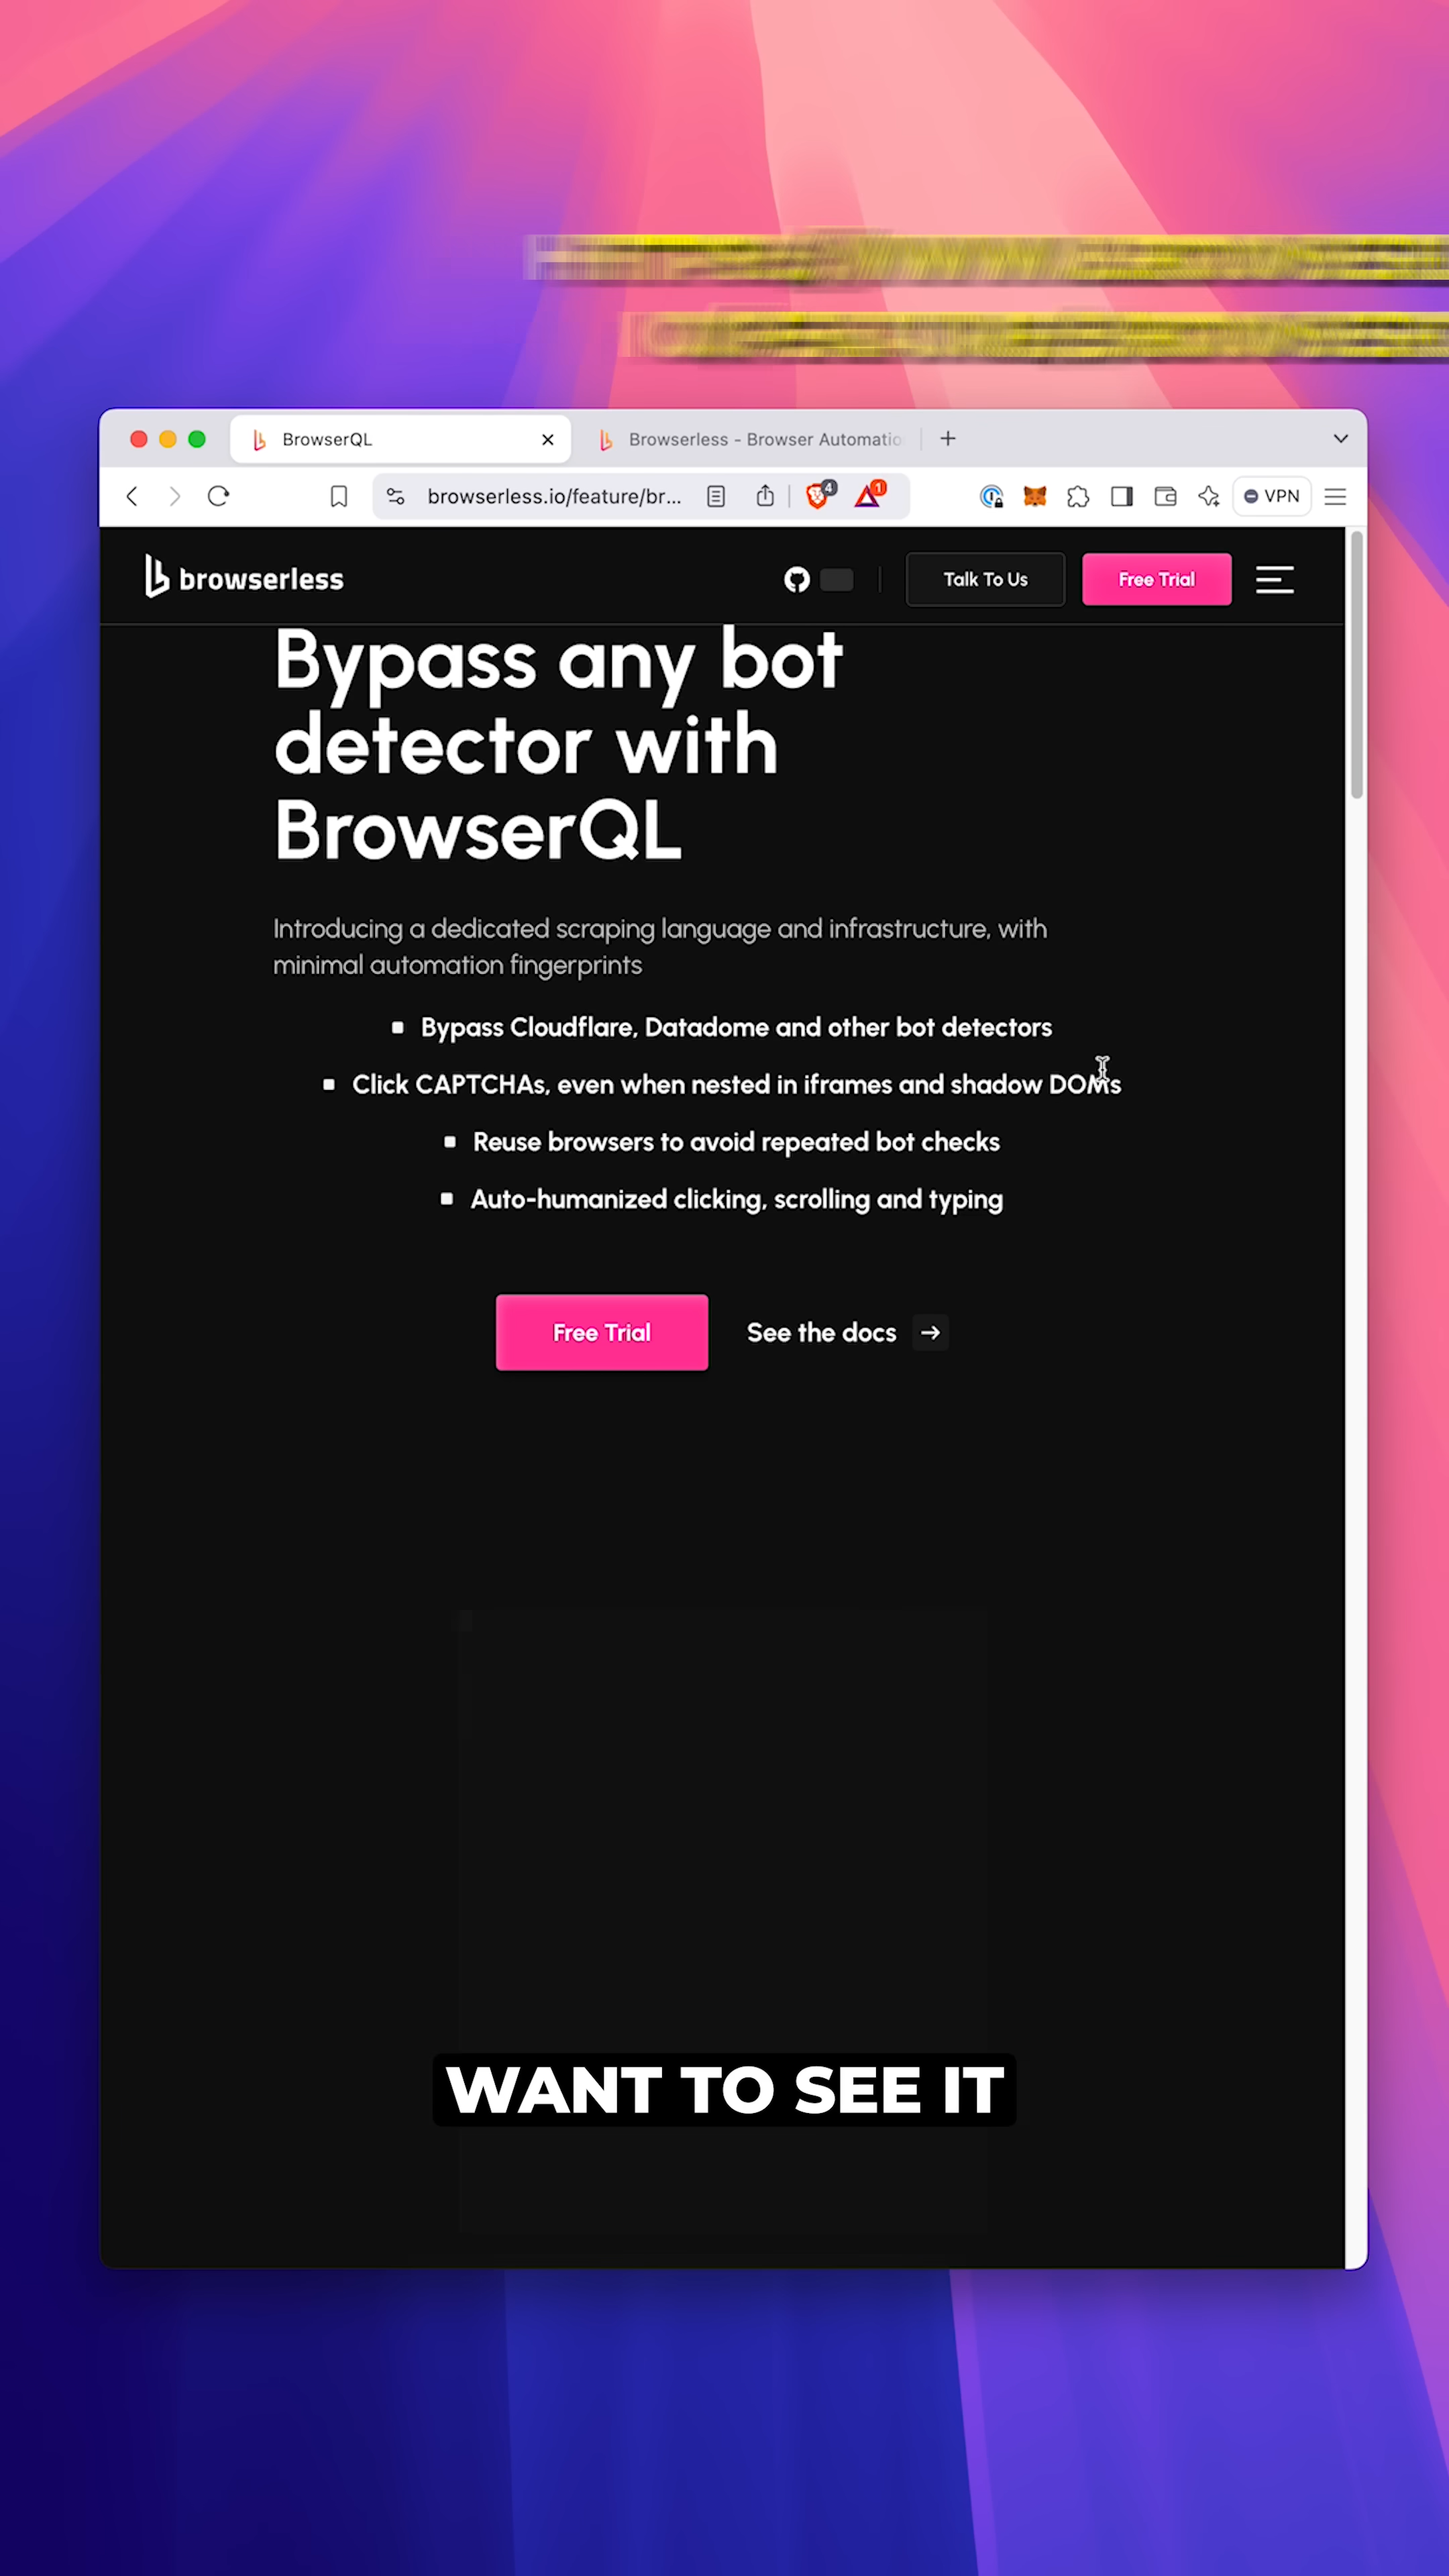 BrowserQL
Browserless - Browser Automatio
browserless.io/feature/br...
4
1
VPN
browserless
Talk To Us
Free Trial
Bypass any bot
detector with
BrowserQL
Introducing a dedicated scraping language and infrastructure, with
minimal automation fingerprints
Bypass Cloudflare, Datadome and other bot detectors
Click CAPTCHAs, even when nested in iframes and shadow DOMs
Reuse browsers to avoid repeated bot checks
Auto-humanized clicking, scrolling and typing
Free Trial
See the docs →
WANT TO SEE IT